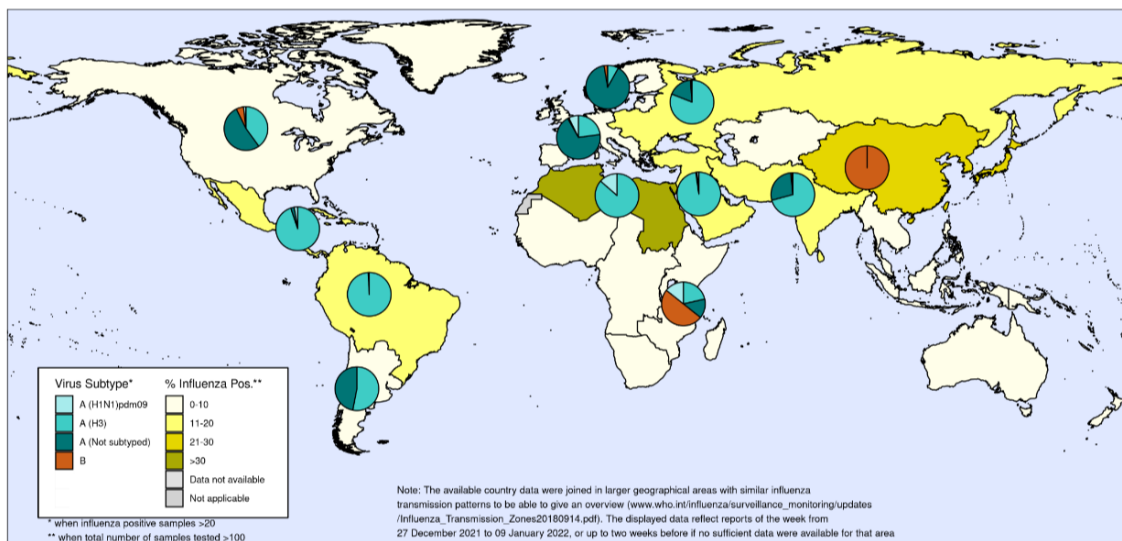 Virus Subtype*
A (H1N1)pdm09
A (H3)
A (Not subtyped)
B
% Influenza Pos.**
0-10
11-20
21-30
>30
Data not available
Not applicable
* when influenza positive samples >20
** when total number of samples tested >100
Note: The available country data were joined in larger geographical areas with similar influenza
transmission patterns to be able to give an overview (www.who.int/influenza/surveillance_monitoring/updates
/Influenza_Transmission_Zones20180914.pdf). The displayed data reflect reports of the week from
27 December 2021 to 09 January 2022, or up to two weeks before if no sufficient data were available for that area